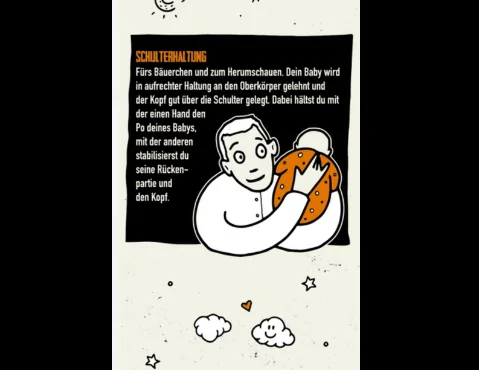 SCHULTERHALTUNG
Fürs Bäuerchen und zum Herumschauen. Dein Baby wird
in aufrechter Haltung an den Oberkörper gelehnt und
der Kopf gut über die Schulter gelegt. Dabei hältst du mit
der einen Hand den
Po deines Babys,
mit der anderen
stabilisierst du
seine Rücken-
partie und
den Kopf.